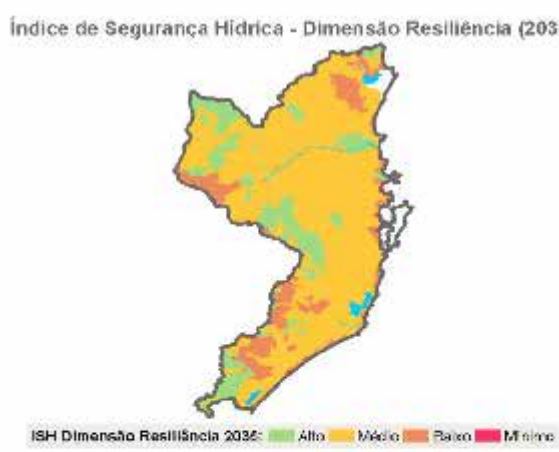 Índice de Segurança Hídrica - Dimensão Resiliência (203
ISH Dimensão Resiliência 2035: Alto Médio Baixo Mínimo